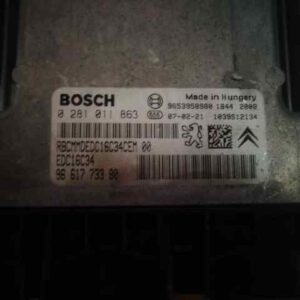 Made in Hungary
BOSCH
9653958980 1844 2008
0 281 011 863
07-02-21 1039S12134
RBCMMDEDC16C34CEM 00
EDC16C34
96 617 733 80